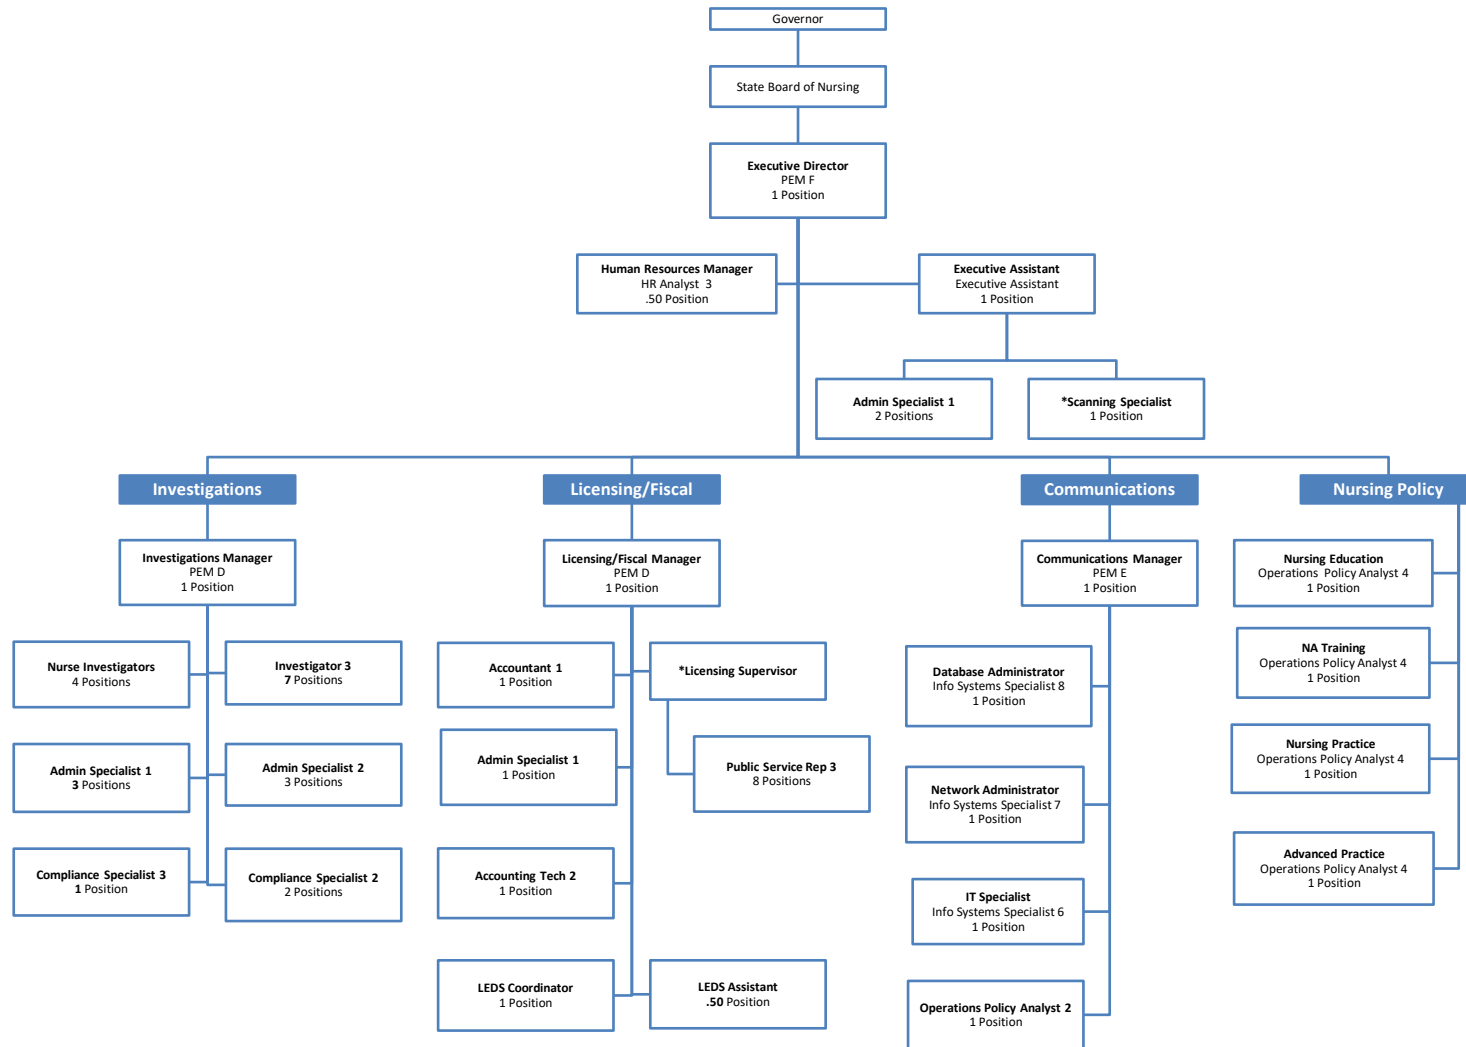 Governor
State Board of Nursing
Executive Director
PEM F
1 Position
Human Resources Manager
HR Analyst  3
.50 Position
Executive Assistant
Executive Assistant
1 Position
Admin Specialist 1
2 Positions
*Scanning Specialist
1 Position
Investigations
Licensing/Fiscal
Communications
Nursing Policy
Investigations Manager
PEM D
1 Position
Nurse Investigators
4 Positions
Investigator 3
7 Positions
Admin Specialist 1
3 Positions
Admin Specialist 2
3 Positions
Compliance Specialist 3
1 Position
Compliance Specialist 2
2 Positions
Licensing/Fiscal Manager
PEM D
1 Position
Accountant 1
1 Position
*Licensing Supervisor
Admin Specialist 1
1 Position
Public Service Rep 3
8 Positions
Accounting Tech 2
1 Position
LEDS Coordinator
1 Position
LEDS Assistant
.50 Position
Communications Manager
PEM E
1 Position
Database Administrator
Info Systems Specialist 8
1 Position
Network Administrator
Info Systems Specialist 7
1 Position
IT Specialist
Info Systems Specialist 6
1 Position
Operations Policy Analyst 2
1 Position
Nursing Education
Operations  Policy Analyst 4
1 Position
NA Training
Operations Policy Analyst 4
1 Position
Nursing Practice
Operations Policy Analyst 4
1 Position
Advanced Practice
Operations Policy Analyst 4
1 Position